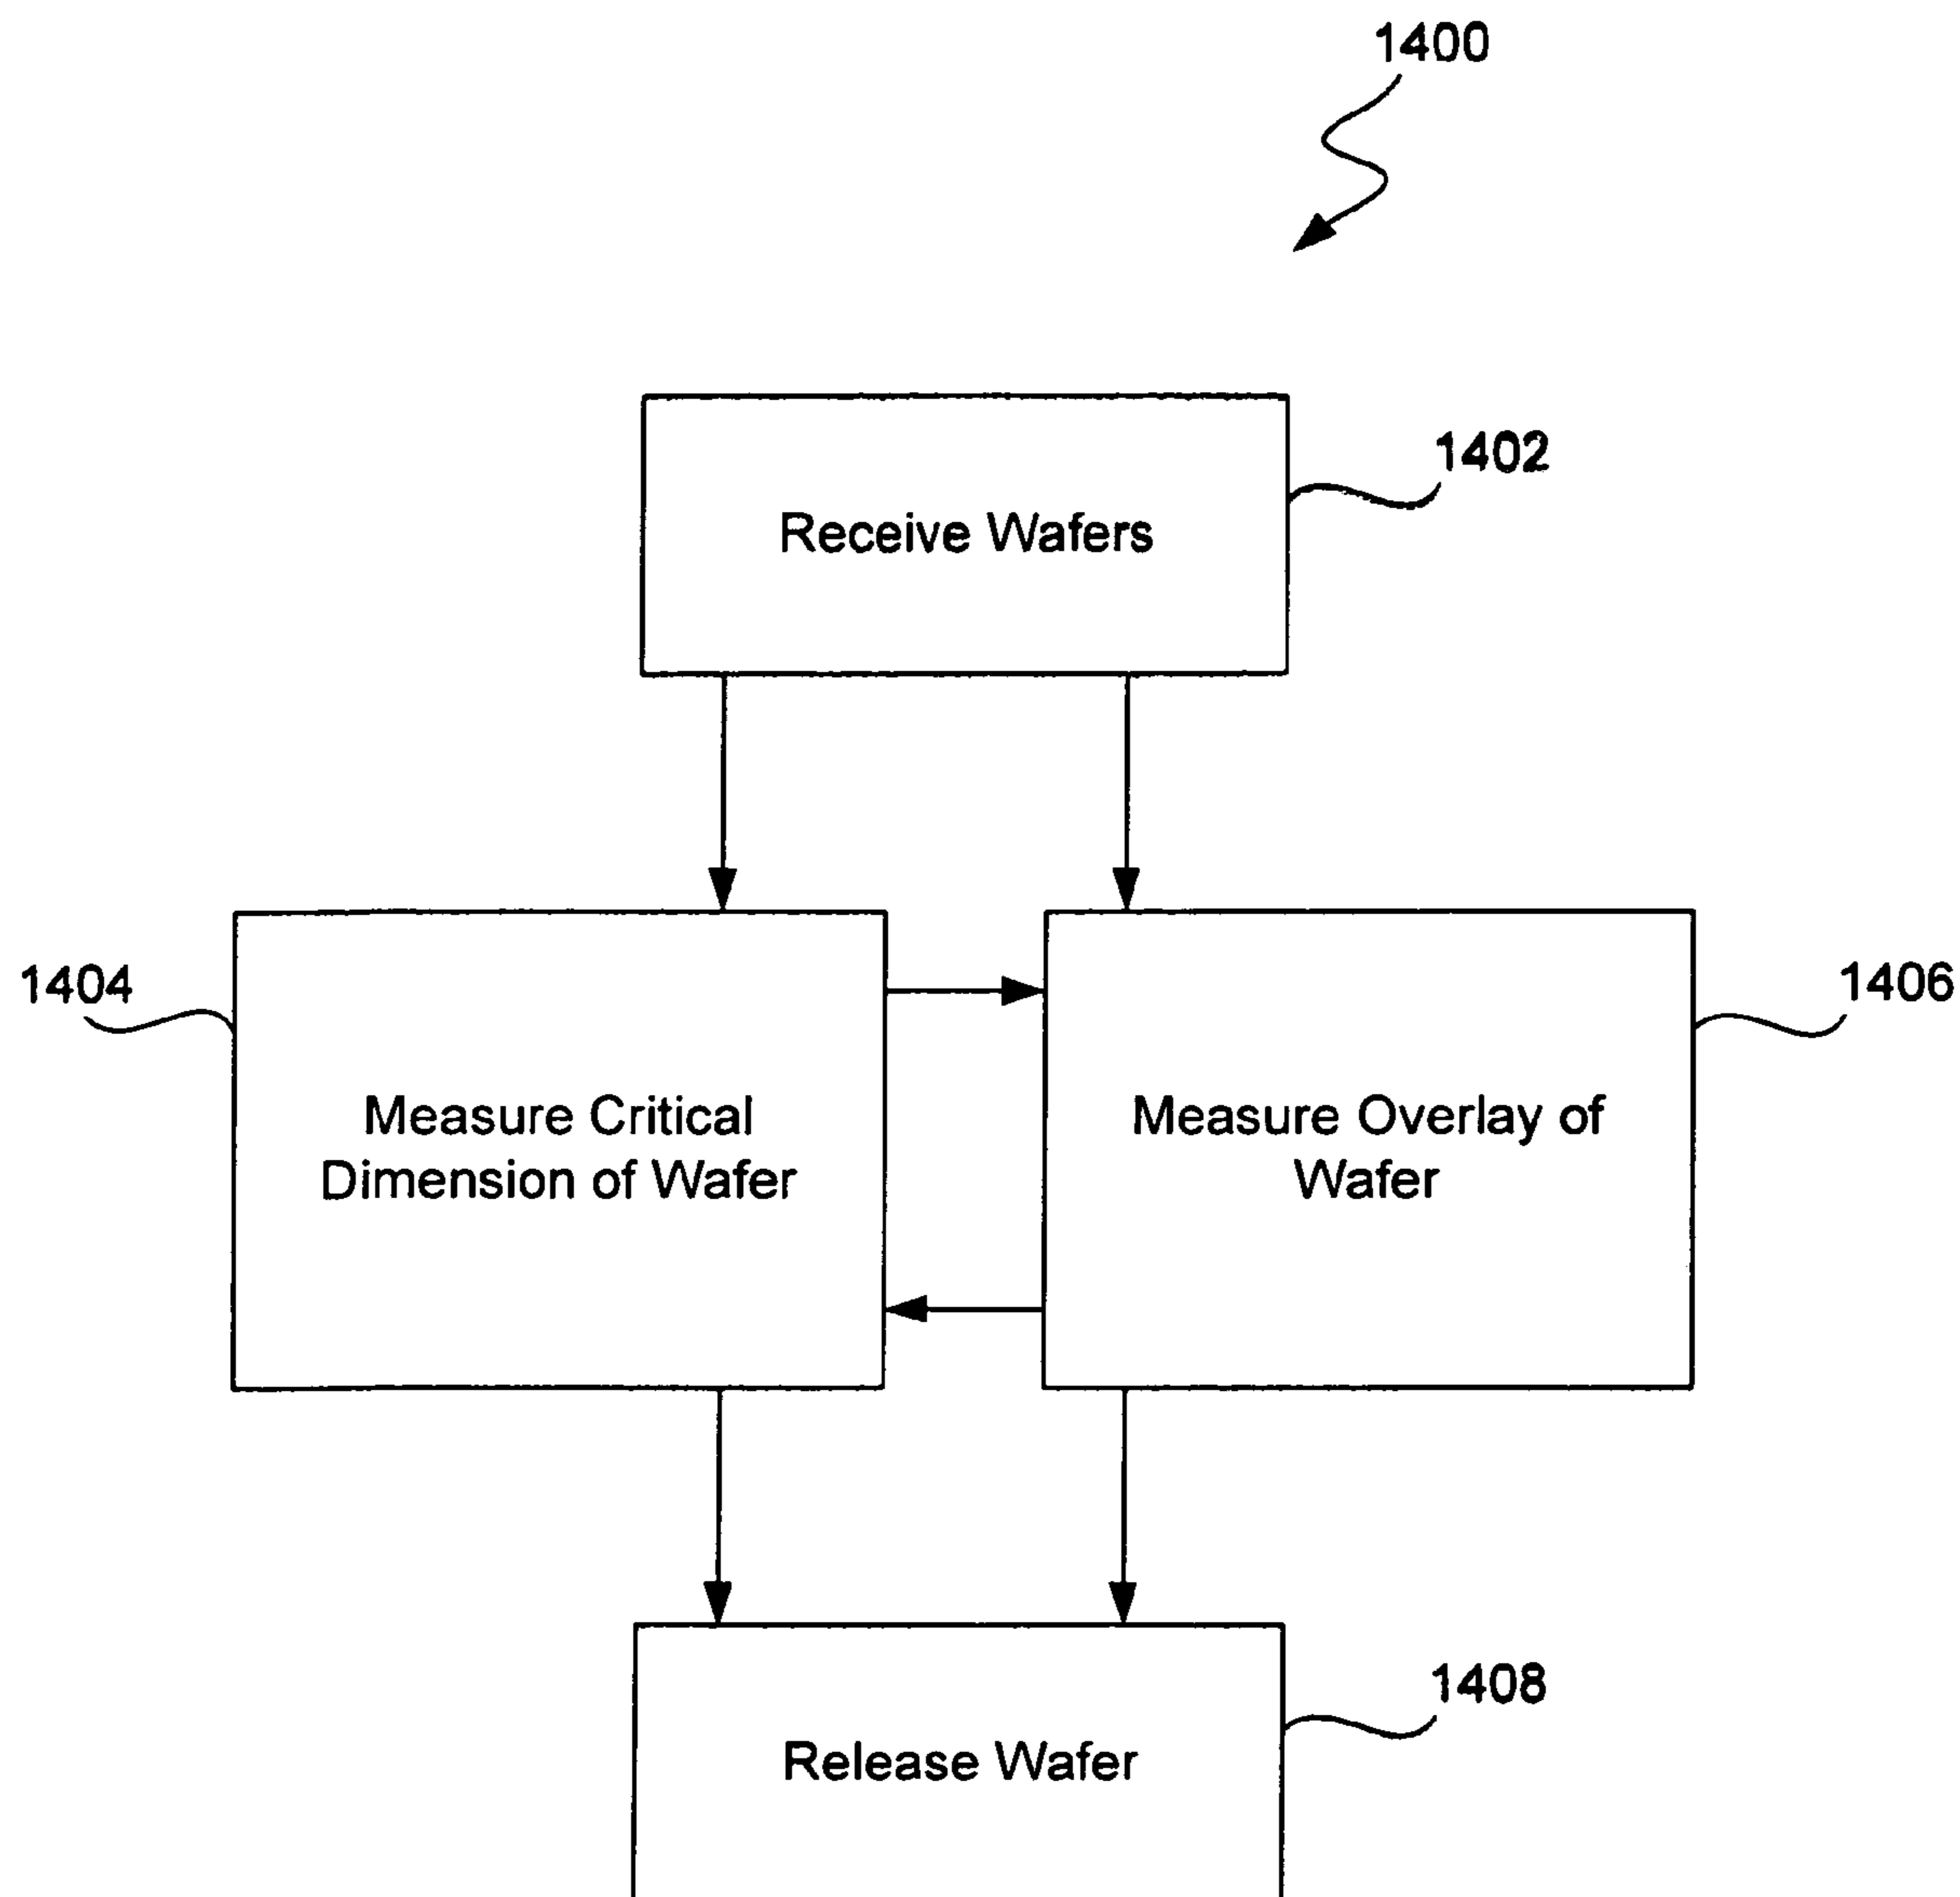 1400
Receive Wafers
1402
1404
Measure Critical
Dimension of Wafer
Measure Overlay of
Wafer
1406
Release Wafer
1408